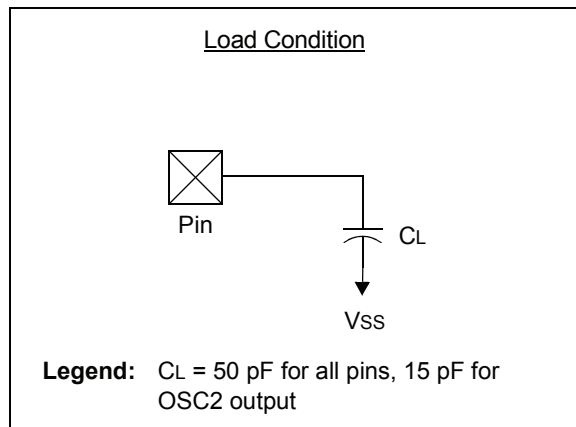 Load Condition
Pin
CL
VSS
Legend: CL = 50 pF for all pins, 15 pF for
OSC2 output